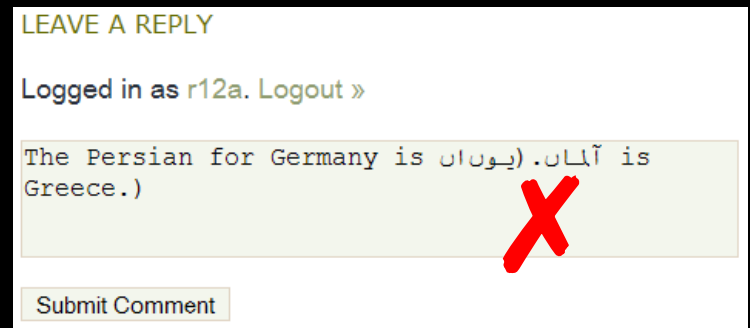 LEAVE A REPLY
Logged in as r12a. Logout »
The Persian for Germany is آلمان. (یونان is
Greece.)
Submit Comment